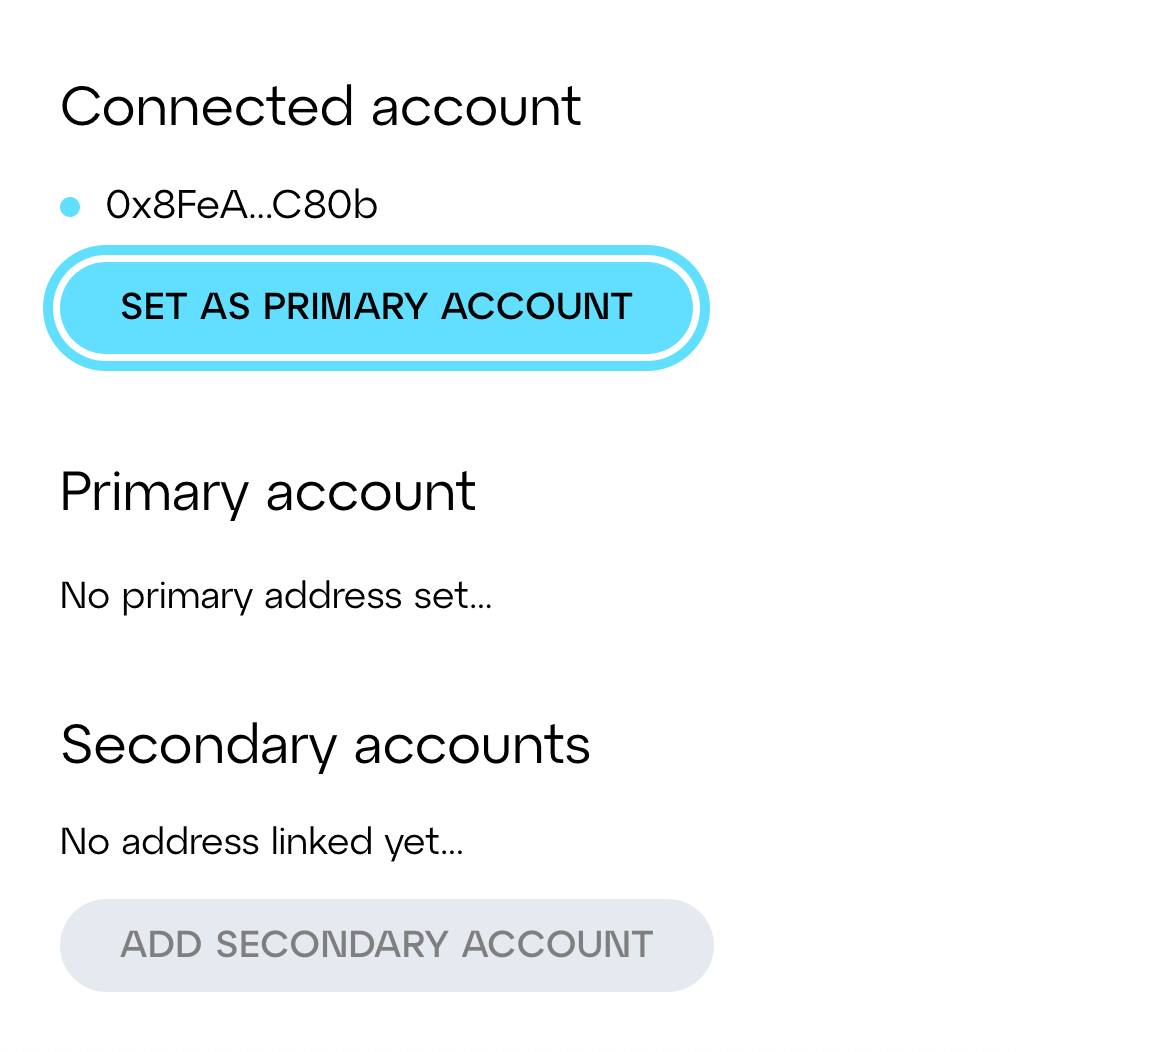 Connected account
0x8FeA...C80b
SET AS PRIMARY ACCOUNT
Primary account
No primary address set...
Secondary accounts
No address linked yet...
ADD SECONDARY ACCOUNT